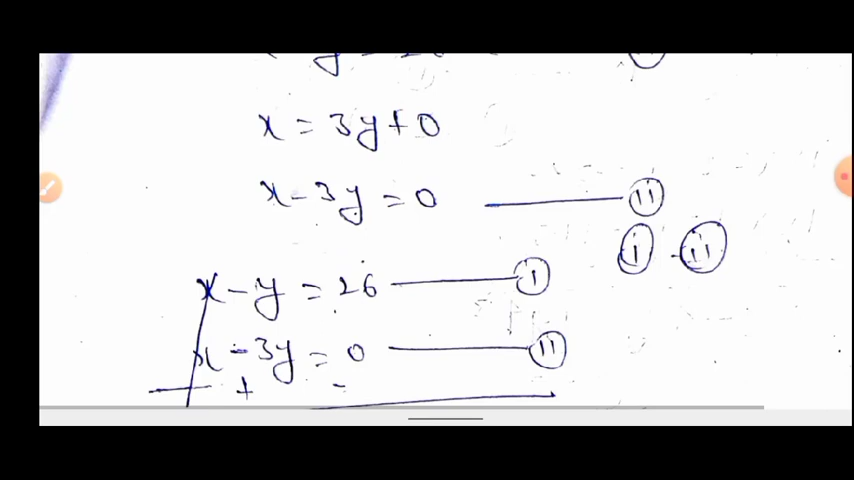 x = 3y + 0
x - 3y = 0 ——— (ii)
(i) - (ii)
x - y = 26 ——— (i)
x - 3y = 0 ——— (ii)
- + -